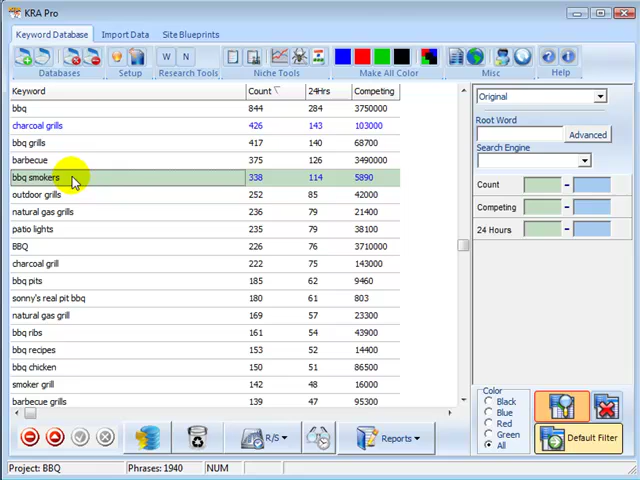 KRA Pro
Keyword Database Import Data Site Blueprints
W N
Databases Setup Research Tools Niche Tools Make All Color Misc Help
Keyword Count 24Hrs Competing
bbq 844 284 3750000
charcoal grills 426 143 103000
bbq grills 417 140 68700
barbecue 375 126 3490000
bbq smokers 338 114 5890
outdoor grills 252 85 42000
natural gas grills 236 79 21400
patio lights 235 79 38100
BBQ 226 76 3710000
charcoal grill 222 75 143000
bbq pits 185 62 9460
sonny's real pit bbq 180 61 803
natural gas grill 169 57 23300
bbq ribs 161 54 43900
bbq recipes 153 52 14400
bbq chicken 150 51 86500
smoker grill 142 48 16000
barbecue grills 139 47 95300
Original
Root Word
Advanced
Search Engine
Count -
Competing -
24 Hours -
Color
Black
Blue
Red
Green
All
Default Filter
R/S Reports
Project: BBQ Phrases: 1940 NUM